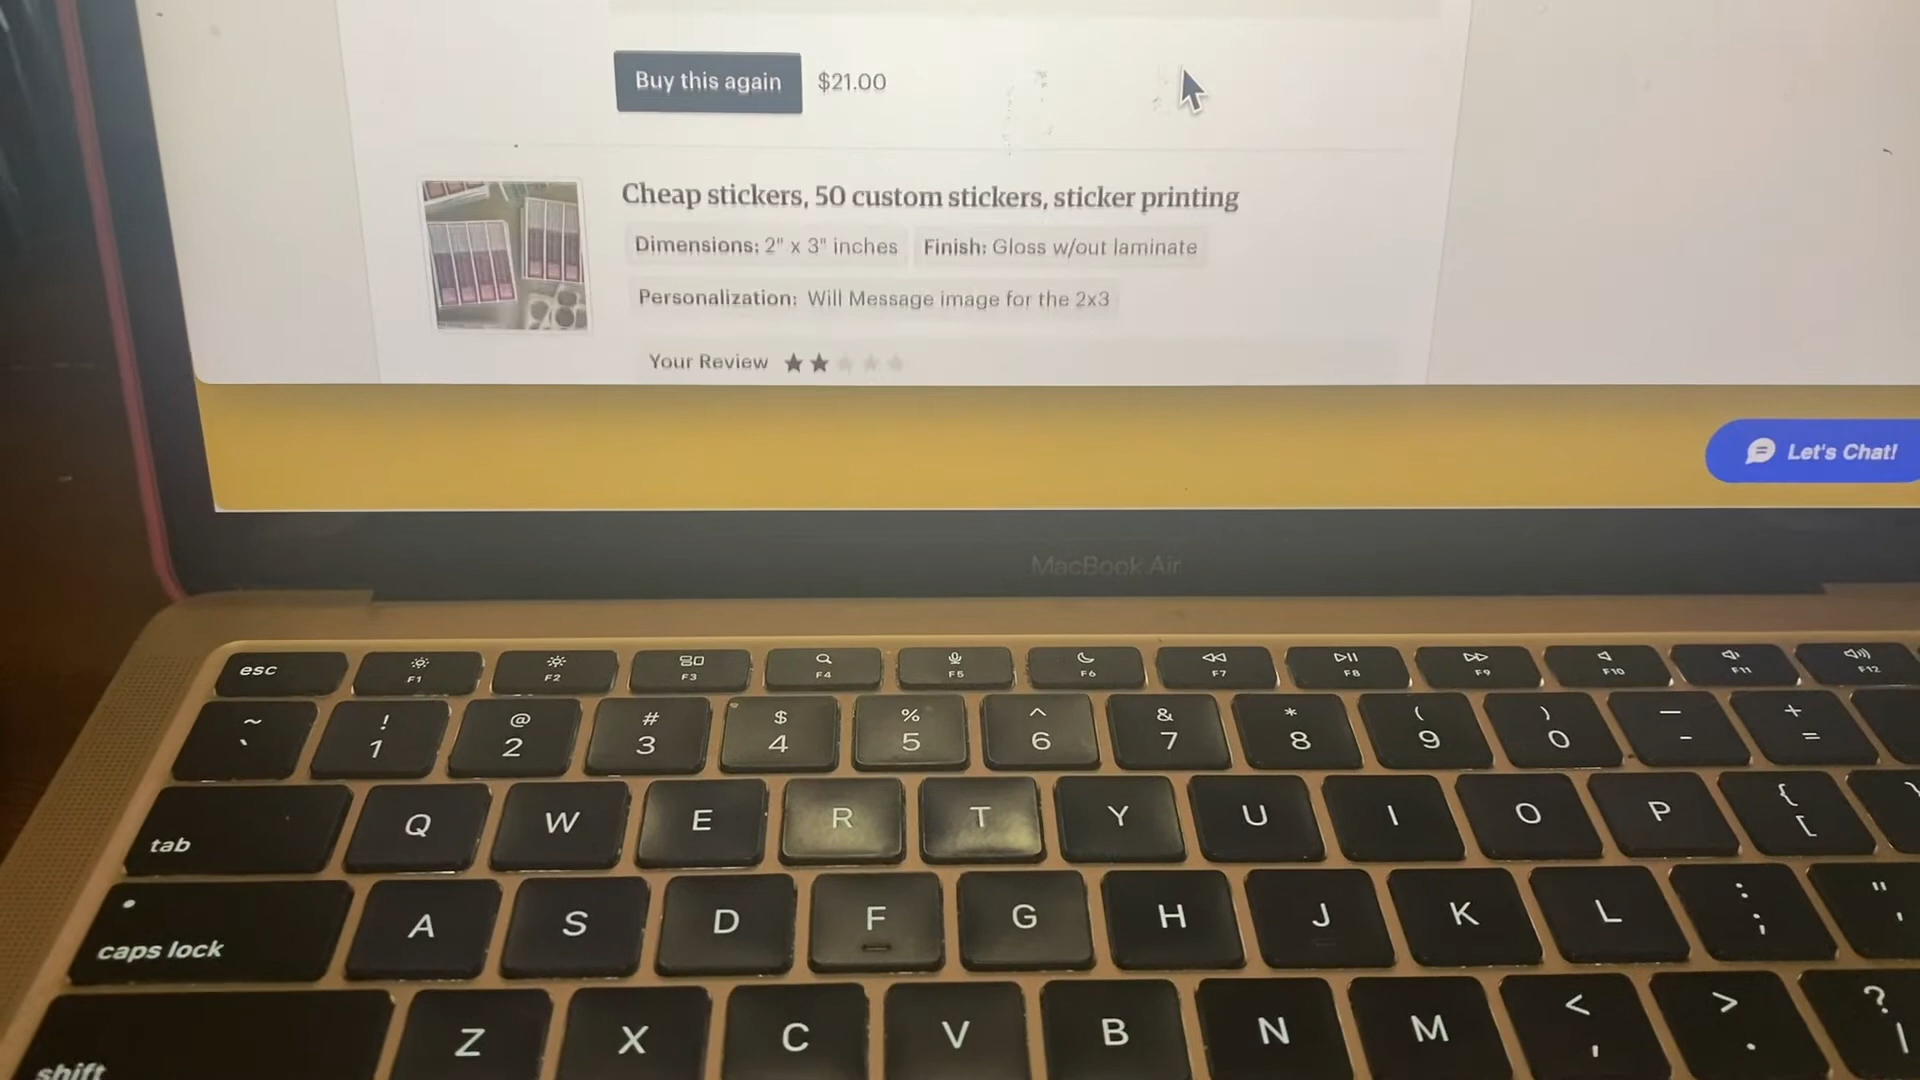 Buy this again $21.00
Cheap stickers, 50 custom stickers, sticker printing
Dimensions: 2" x 3" inches Finish: Gloss w/out laminate
Personalization: Will Message image for the 2x3
Your Review
Let's Chat!
MacBook Air
esc F1 F2 F3 F4 F5 F6 F7 F8 F9 F10 F11 F12
~ ! @ # $ % ^ & * ( ) — +
` 1 2 3 4 5 6 7 8 9 0 - =
tab Q W E R T Y U I O P { [
caps lock A S D F G H J K L : ; " '
shift Z X C V B N M < , > . ? /